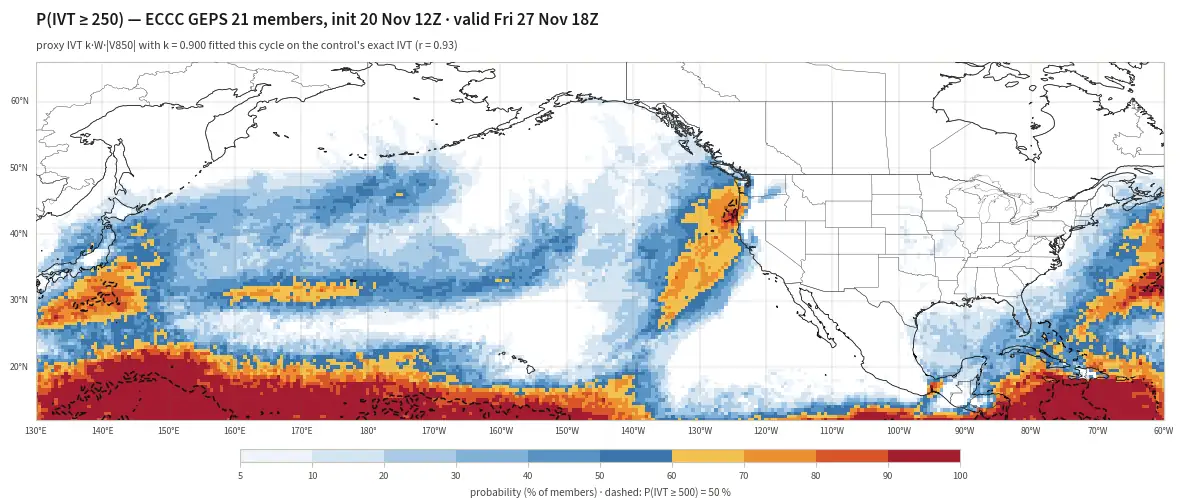 P(IVT ≥ 250) — ECCC GEPS 21 members, init 20 Nov 12Z · valid Fri 27 Nov 18Z
proxy IVT k·W·|V850| with k = 0.900 fitted this cycle on the control's exact IVT (r = 0.93)
60°N
50°N
40°N
30°N
20°N
130°E 140°E 150°E 160°E 170°E 180° 170°W 160°W 150°W 140°W 130°W 120°W 110°W 100°W 90°W 80°W 70°W 60°W
5 10 20 30 40 50 60 70 80 90 100
probability (% of members) · dashed: P(IVT ≥ 500) = 50 %